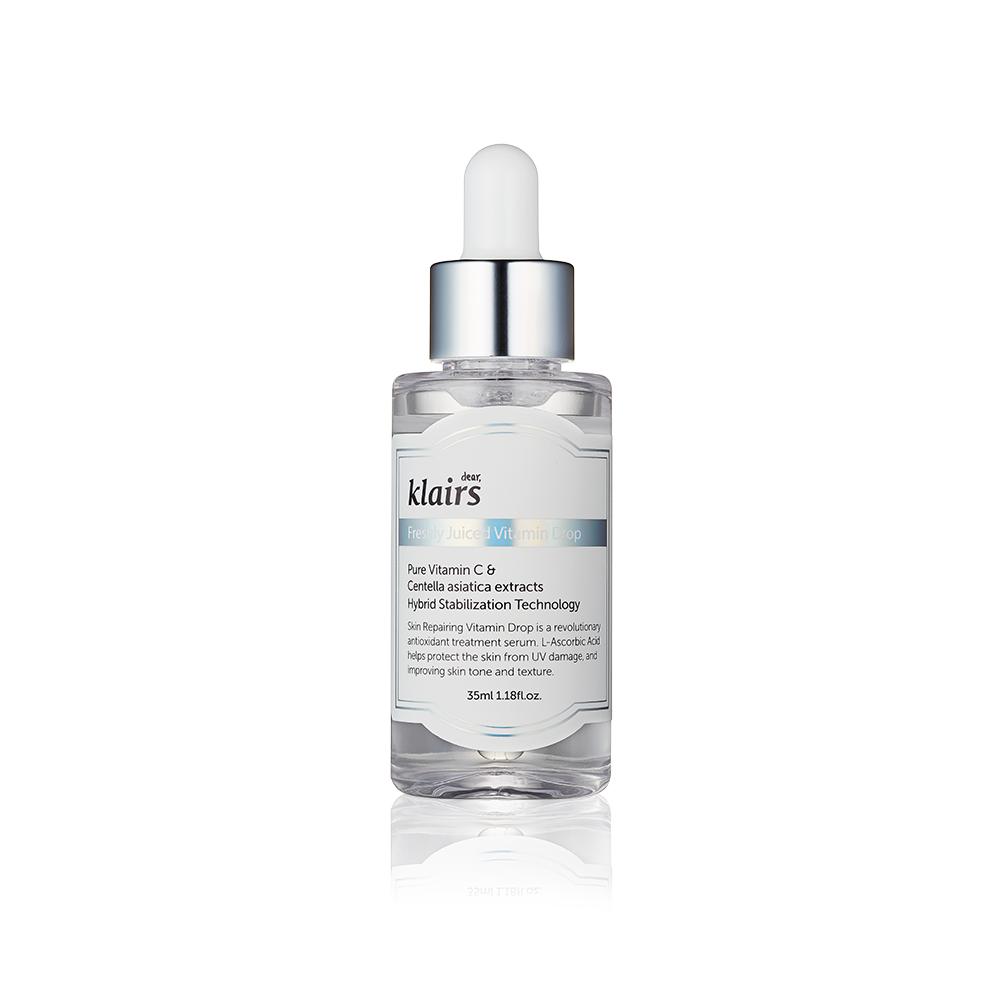 dear,
klairs
Freshly Juiced Vitamin Drop
Pure Vitamin C &
Centella asiatica extracts
Hybrid Stabilization Technology
Skin Repairing Vitamin Drop is a revolutionary
antioxidant treatment serum. L-Ascorbic Acid
helps protect the skin from UV damage, and
improving skin tone and texture.
35ml 1.18fl.oz.